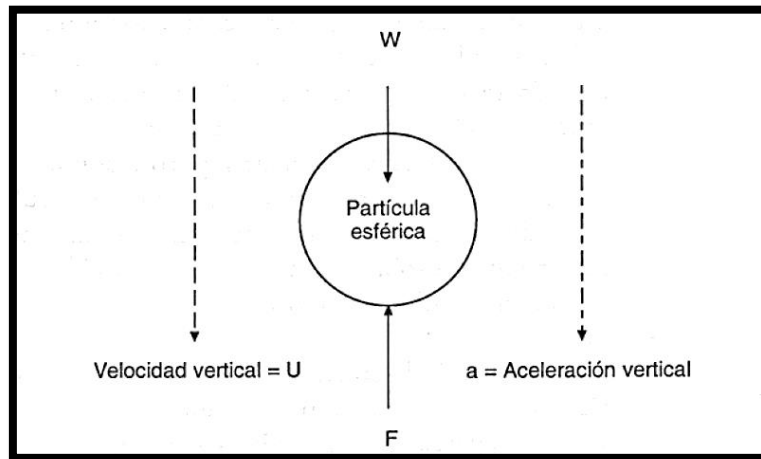 W
Partícula
esférica
Velocidad vertical = U
a = Aceleración vertical
F